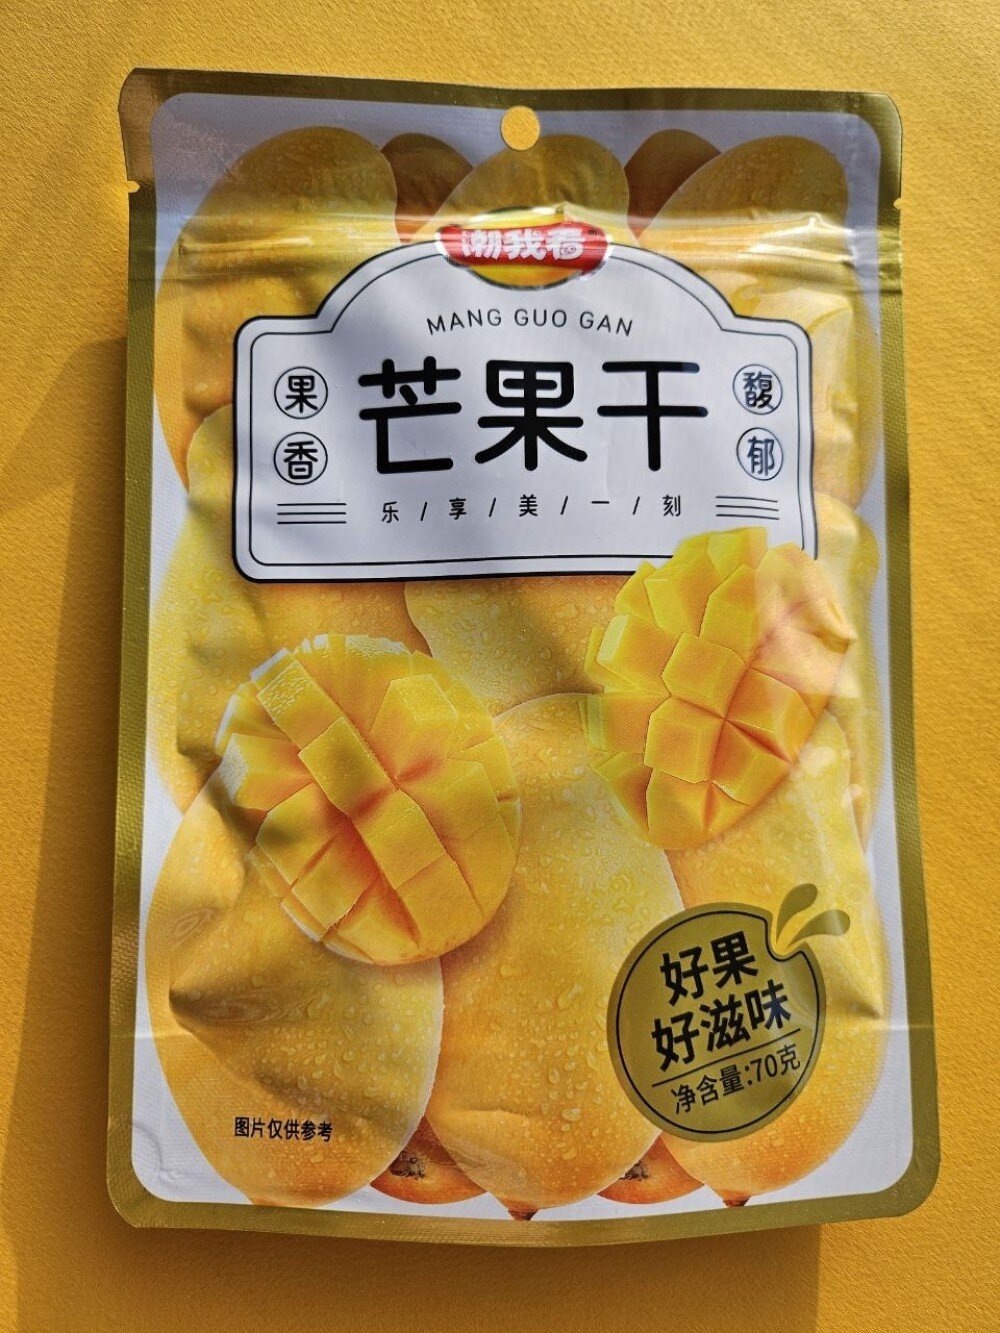 潮我看
MANG GUO GAN
芒果干
果香
馥郁
乐/享/美/一/刻
好果
好滋味
净含量:70克
图片仅供参考